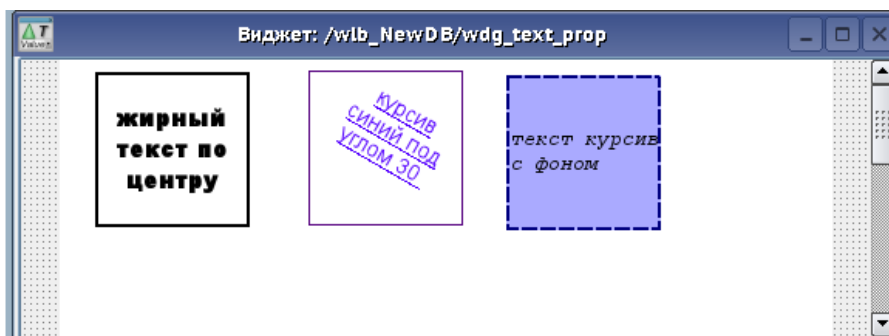 Виджет: /wlb_NewDB/wdg_text_prop
жирный
текст по
центру
курсив
синий под
углом 30
текст курсив
с фоном